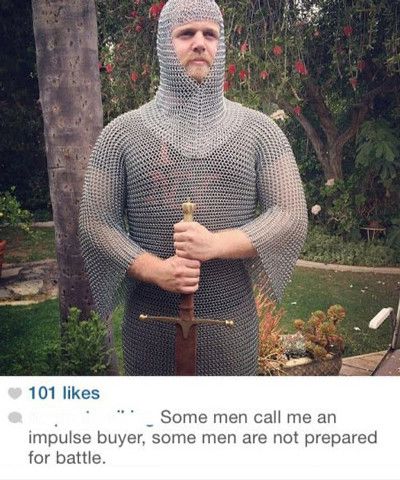 101 likes
Some men call me an
impulse buyer, some men are not prepared
for battle.